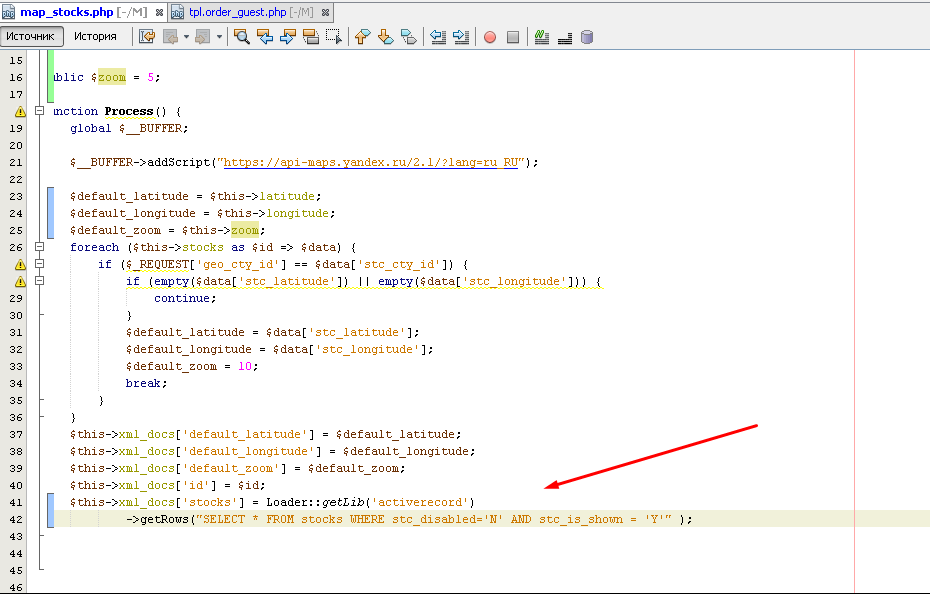 map_stocks.php [-/M] tpl.order_guest.php [-/M]
Источник История
15
16 ublic $zoom = 5;
17
unction Process() {
19 global $__BUFFER;
20
21 $__BUFFER->addScript("https://api-maps.yandex.ru/2.1/?lang=ru_RU");
22
23 $default_latitude = $this->latitude;
24 $default_longitude = $this->longitude;
25 $default_zoom = $this->zoom;
26 foreach ($this->stocks as $id => $data) {
if ($_REQUEST['geo_cty_id'] == $data['stc_cty_id']) {
if (empty($data['stc_latitude']) || empty($data['stc_longitude'])) {
29 continue;
30 }
31 $default_latitude = $data['stc_latitude'];
32 $default_longitude = $data['stc_longitude'];
33 $default_zoom = 10;
34 break;
35 }
36 }
37 $this->xml_docs['default_latitude'] = $default_latitude;
38 $this->xml_docs['default_longitude'] = $default_longitude;
39 $this->xml_docs['default_zoom'] = $default_zoom;
40 $this->xml_docs['id'] = $id;
41 $this->xml_docs['stocks'] = Loader::getLib('activerecord')
42 ->getRows("SELECT * FROM stocks WHERE stc_disabled='N' AND stc_is_shown = 'Y'" );
43
44
45
46